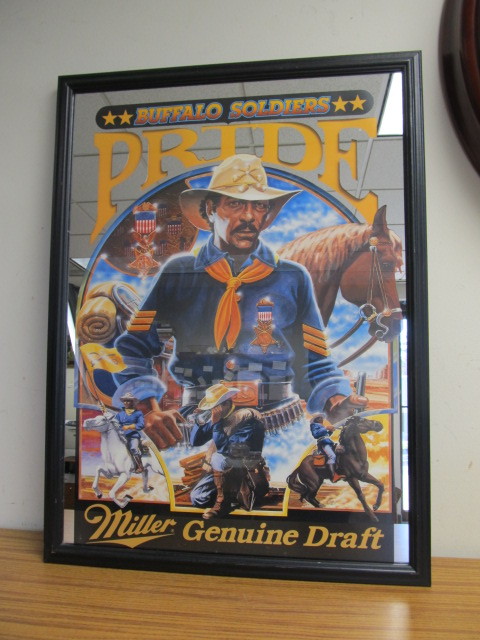 BUFFALO SOLDIERS
PRIDE
Miller Genuine Draft